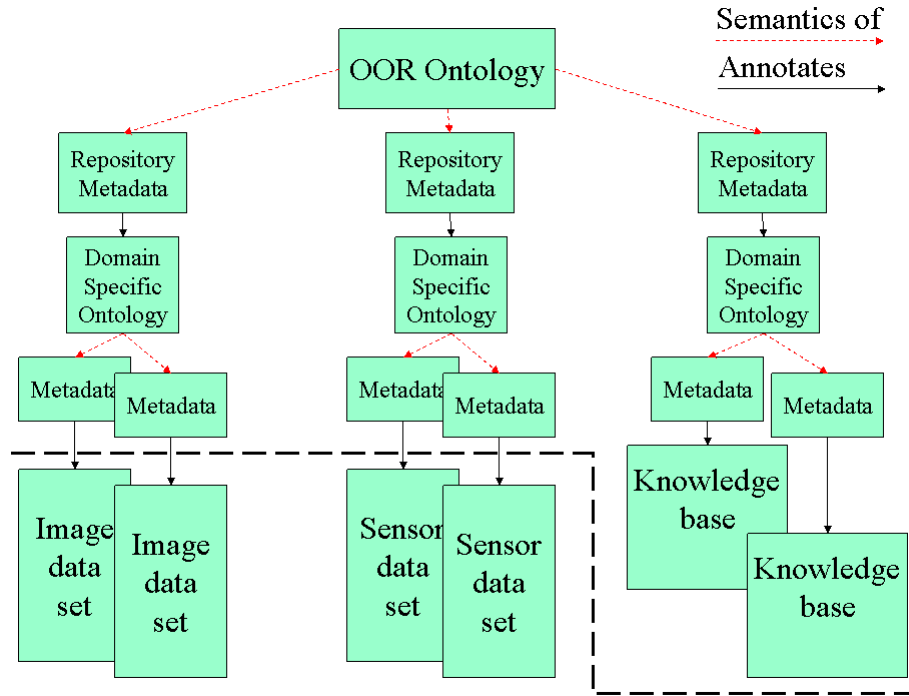 Semantics of
OOR Ontology
Annotates
Repository
Metadata
Repository
Metadata
Repository
Metadata
Domain
Specific
Ontology
Domain
Specific
Ontology
Domain
Specific
Ontology
Metadata
Metadata
Metadata
Metadata
Metadata
Metadata
Image
data
set
Image
data
set
Sensor
data
set
Sensor
data
set
Knowledge
base
Knowledge
base